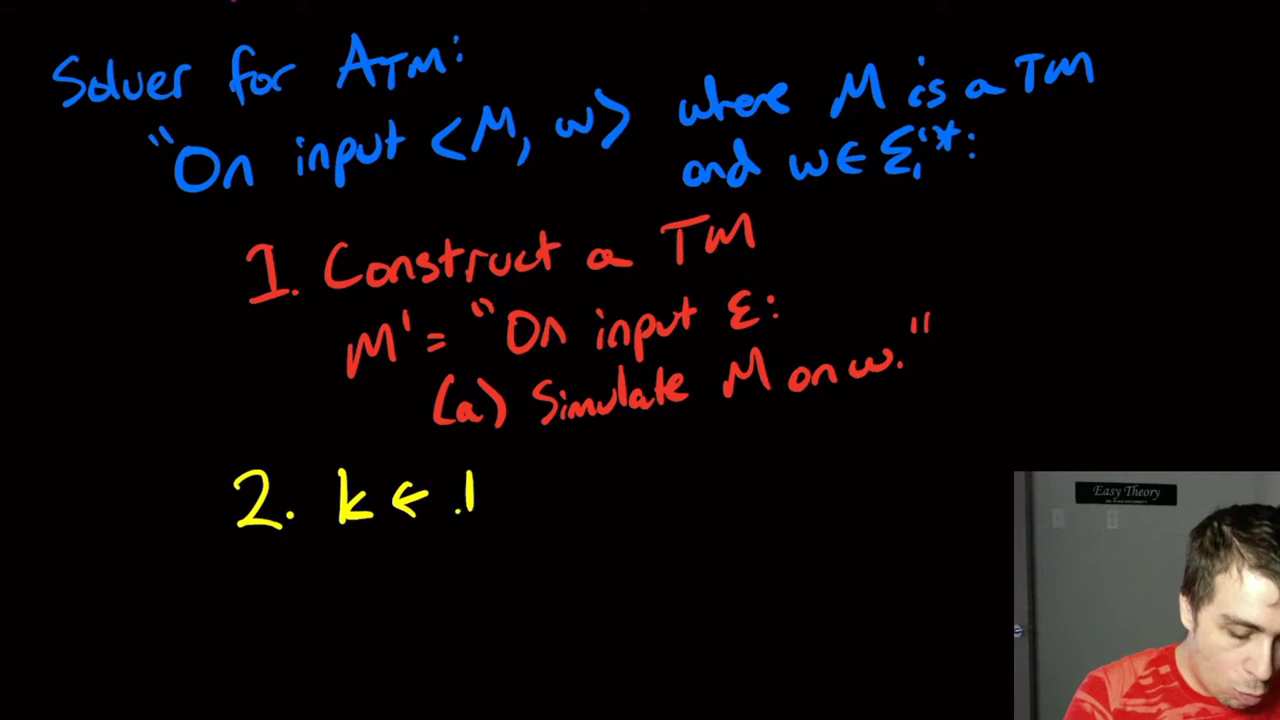 Solver for ATM:
"On input <M, w> where M is a TM
and w ∈ Σ*:
1. Construct a TM
M' = "On input ε:
(a) Simulate M on w."
2. k ← .1
Easy Theory